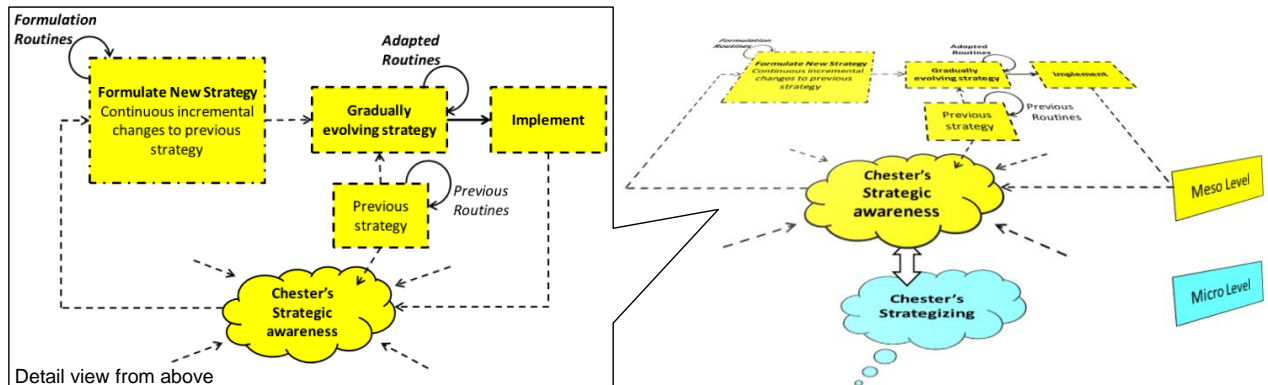 Formulation
Routines
Formulate New Strategy
Continuous incremental
changes to previous
strategy
Adapted
Routines
Gradually
evolving strategy
Implement
Previous
strategy
Previous
Routines
Chester's
Strategic
awareness
Detail view from above
Formulation
Routines
Formulate New Strategy
Continuous incremental
changes to previous
strategy
Adapted
Routines
Gradually
evolving strategy
Implement
Previous
strategy
Previous
Routines
Chester's
Strategic
awareness
Meso Level
Chester's
Strategizing
Micro Level